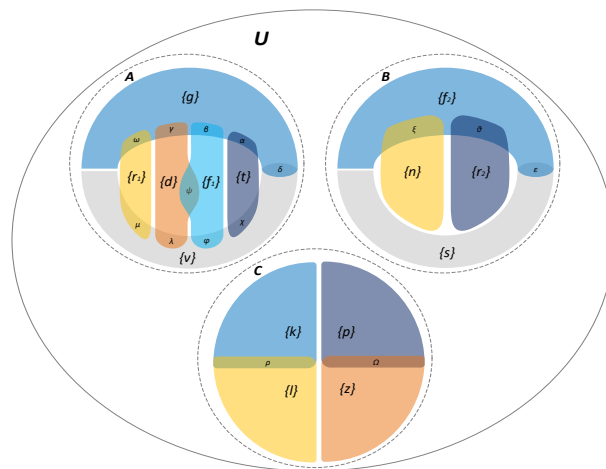 U
A
B
{g}
{f₂}
ω
γ
β
α
ξ
ϑ
{r₁}
{d}
{f₁}
{t}
δ
{n}
{r₂}
ε
ψ
μ
λ
φ
χ
{v}
{s}
C
{k}
{p}
ρ
Ω
{l}
{z}